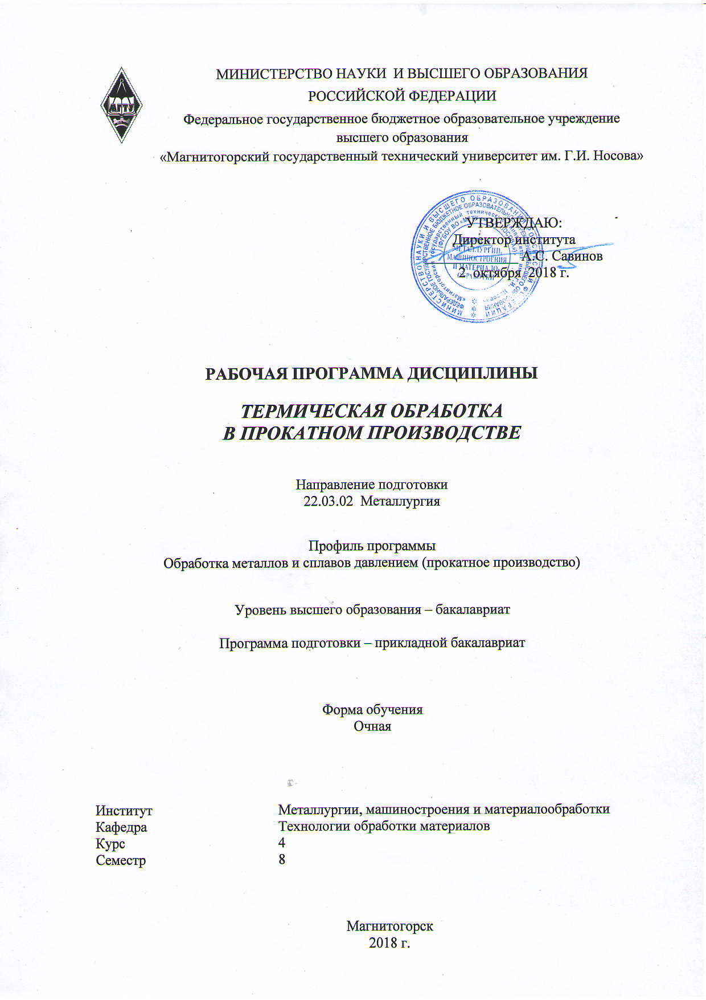 МИНИСТЕРСТВО НАУКИ И ВЫСШЕГО ОБРАЗОВАНИЯ
РОССИЙСКОЙ ФЕДЕРАЦИИ
Федеральное государственное бюджетное образовательное учреждение
высшего образования
«Магнитогорский государственный технический университет им. Г.И. Носова»
МГТУ
УТВЕРЖДАЮ:
Директор института
А.С. Савинов
2 октября 2018 г.
РАБОЧАЯ ПРОГРАММА ДИСЦИПЛИНЫ
ТЕРМИЧЕСКАЯ ОБРАБОТКА
В ПРОКАТНОМ ПРОИЗВОДСТВЕ
Направление подготовки
22.03.02 Металлургия
Профиль программы
Обработка металлов и сплавов давлением (прокатное производство)
Уровень высшего образования – бакалавриат
Программа подготовки – прикладной бакалавриат
Форма обучения
Очная
Институт Металлургии, машиностроения и материалообработки
Кафедра Технологии обработки материалов
Курс 4
Семестр 8
Магнитогорск
2018 г.